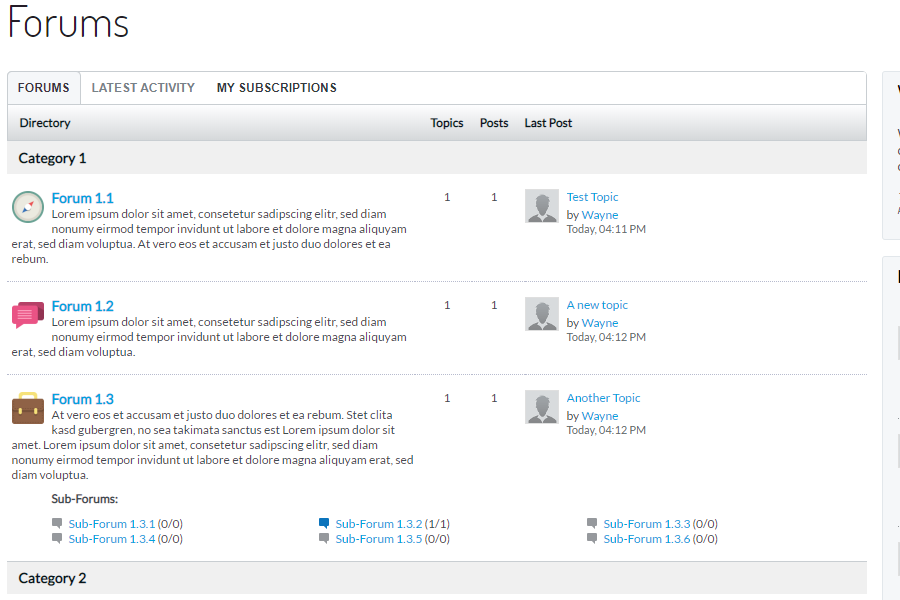 Forums
FORUMS LATEST ACTIVITY MY SUBSCRIPTIONS
Directory Topics Posts Last Post
Category 1
Forum 1.1 1 1 Test Topic
Lorem ipsum dolor sit amet, consetetur sadipscing elitr, sed diam
nonumy eirmod tempor invidunt ut labore et dolore magna aliquyam
erat, sed diam voluptua. At vero eos et accusam et justo duo dolores et ea
rebum.
by Wayne
Today, 04:11 PM
Forum 1.2 1 1 A new topic
Lorem ipsum dolor sit amet, consetetur sadipscing elitr, sed diam
nonumy eirmod tempor invidunt ut labore et dolore magna aliquyam
erat, sed diam voluptua.
by Wayne
Today, 04:12 PM
Forum 1.3 1 1 Another Topic
At vero eos et accusam et justo duo dolores et ea rebum. Stet clita
kasd gubergren, no sea takimata sanctus est Lorem ipsum dolor sit
amet. Lorem ipsum dolor sit amet, consetetur sadipscing elitr, sed diam
nonumy eirmod tempor invidunt ut labore et dolore magna aliquyam erat, sed
diam voluptua.
by Wayne
Today, 04:12 PM
Sub-Forums:
Sub-Forum 1.3.1 (0/0) Sub-Forum 1.3.2 (1/1) Sub-Forum 1.3.3 (0/0)
Sub-Forum 1.3.4 (0/0) Sub-Forum 1.3.5 (0/0) Sub-Forum 1.3.6 (0/0)
Category 2